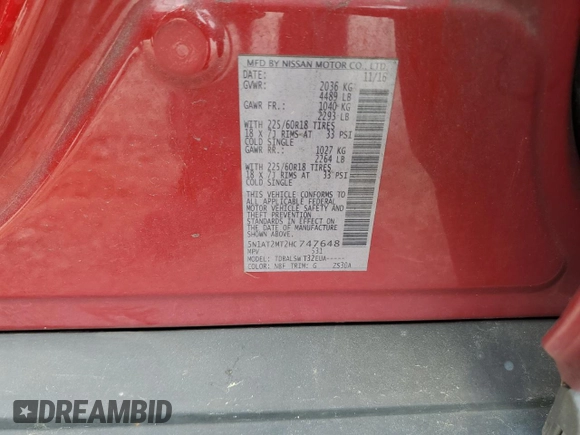 MFD BY NISSAN MOTOR CO., LTD.
DATE: 11/16
GVWR: 2036 KG
4489 LB
GAWR FR.: 1040 KG
2293 LB
WITH 225/60R18 TIRES
18 X 7J RIMS-AT 33 PSI
COLD SINGLE
GAWR RR.: 1027 KG
2264 LB
WITH 225/60R18 TIRES
18 X 7J RIMS AT 33 PSI
COLD SINGLE
THIS VEHICLE CONFORMS TO
ALL APPLICABLE FEDERAL
MOTOR VEHICLE SAFETY AND
THEFT PREVENTION
STANDARDS IN EFFECT ON
THE DATE OF MANUFACTURE
SHOWN ABOVE.
5N1AT2MT2HC747648
MPV 531
MODEL: TDRALSWT32EUA-----
COLOR: NBF TRIM: G 2530A
DREAMBID